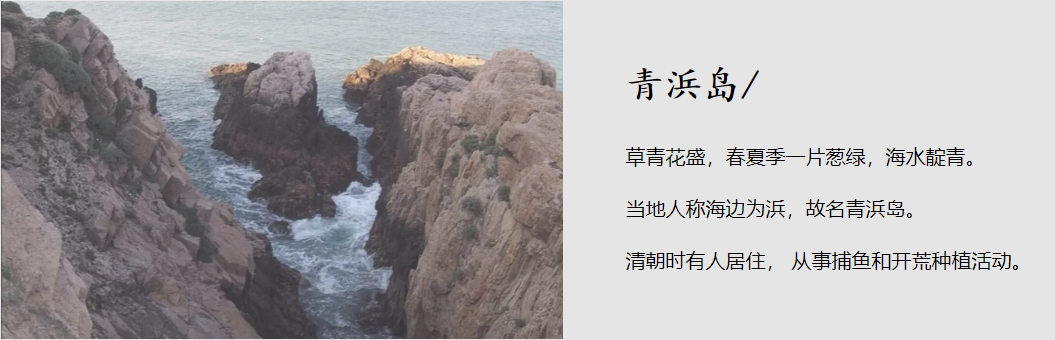 青浜岛/
草青花盛，春夏季一片葱绿，海水靛青。
当地人称海边为浜，故名青浜岛。
清朝时有人居住， 从事捕鱼和开荒种植活动。